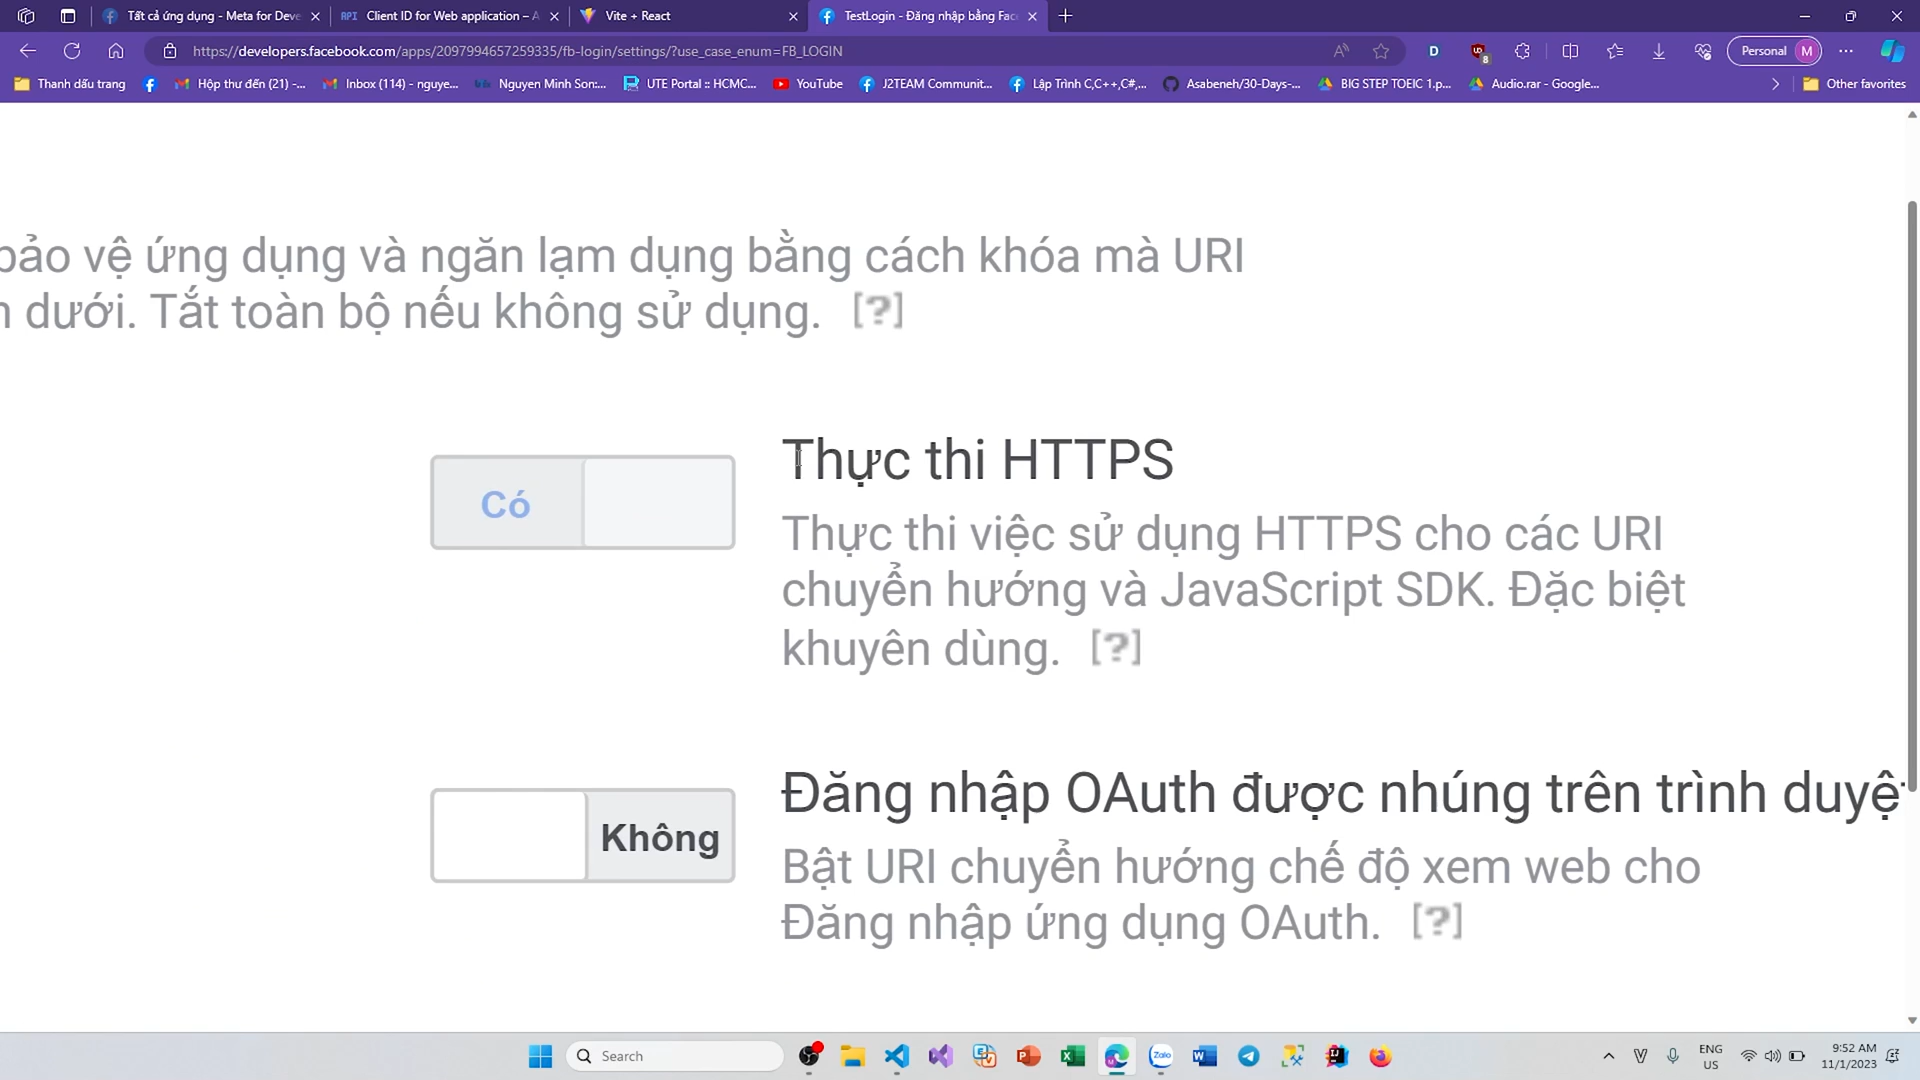 Tất cả ứng dụng - Meta for Deve
Client ID for Web application – A
Vite + React
TestLogin - Đăng nhập bằng Fac
https://developers.facebook.com/apps/2097994657259335/fb-login/settings/?use_case_enum=FB_LOGIN
Personal M
Thanh dấu trang
Hộp thư đến (21) -...
Inbox (114) - nguye...
Nguyen Minh Son:...
UTE Portal :: HCMC...
YouTube
J2TEAM Communit...
Lập Trình C,C++,C#,...
Asabeneh/30-Days-...
BIG STEP TOEIC 1.p...
Audio.rar - Google...
Other favorites
bảo vệ ứng dụng và ngăn lạm dụng bằng cách khóa mà URI
n dưới. Tắt toàn bộ nếu không sử dụng. [?]
Có
Thực thi HTTPS
Thực thi việc sử dụng HTTPS cho các URI
chuyển hướng và JavaScript SDK. Đặc biệt
khuyên dùng. [?]
Không
Đăng nhập OAuth được nhúng trên trình duyệt
Bật URI chuyển hướng chế độ xem web cho
Đăng nhập ứng dụng OAuth. [?]
Search
ENG
US
9:52 AM
11/1/2023